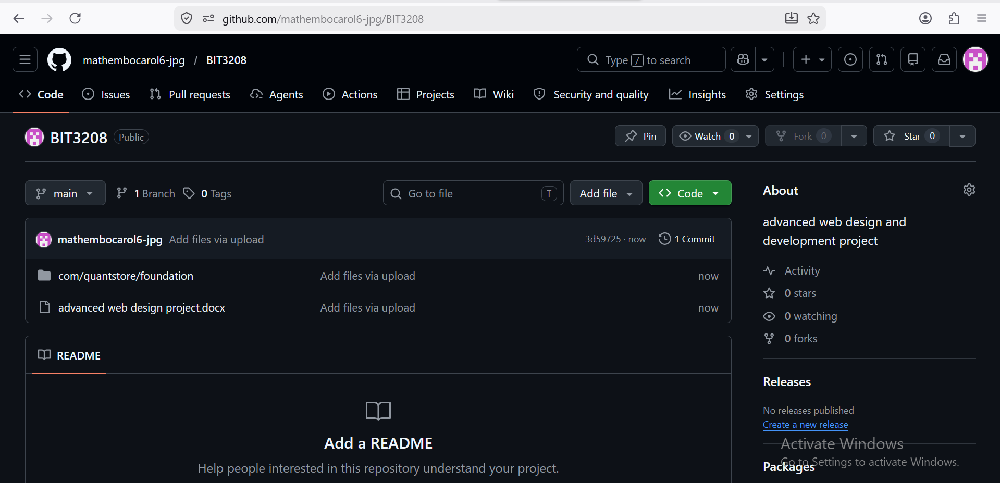 github.com/mathembocarol6-jpg/BIT3208
mathembocarol6-jpg / BIT3208
Type / to search
Code Issues Pull requests Agents Actions Projects Wiki Security and quality Insights Settings
BIT3208 Public
Pin Watch 0 Fork 0 Star 0
main 1 Branch 0 Tags
Go to file T Add file Code
mathembocarol6-jpg Add files via upload 3d59725 · now 1 Commit
com/quantstore/foundation Add files via upload now
advanced web design project.docx Add files via upload now
README
Add a README
Help people interested in this repository understand your project.
About
advanced web design and
development project
Activity
0 stars
0 watching
0 forks
Releases
No releases published
Create a new release
Packages
Activate Windows
Go to Settings to activate Windows.